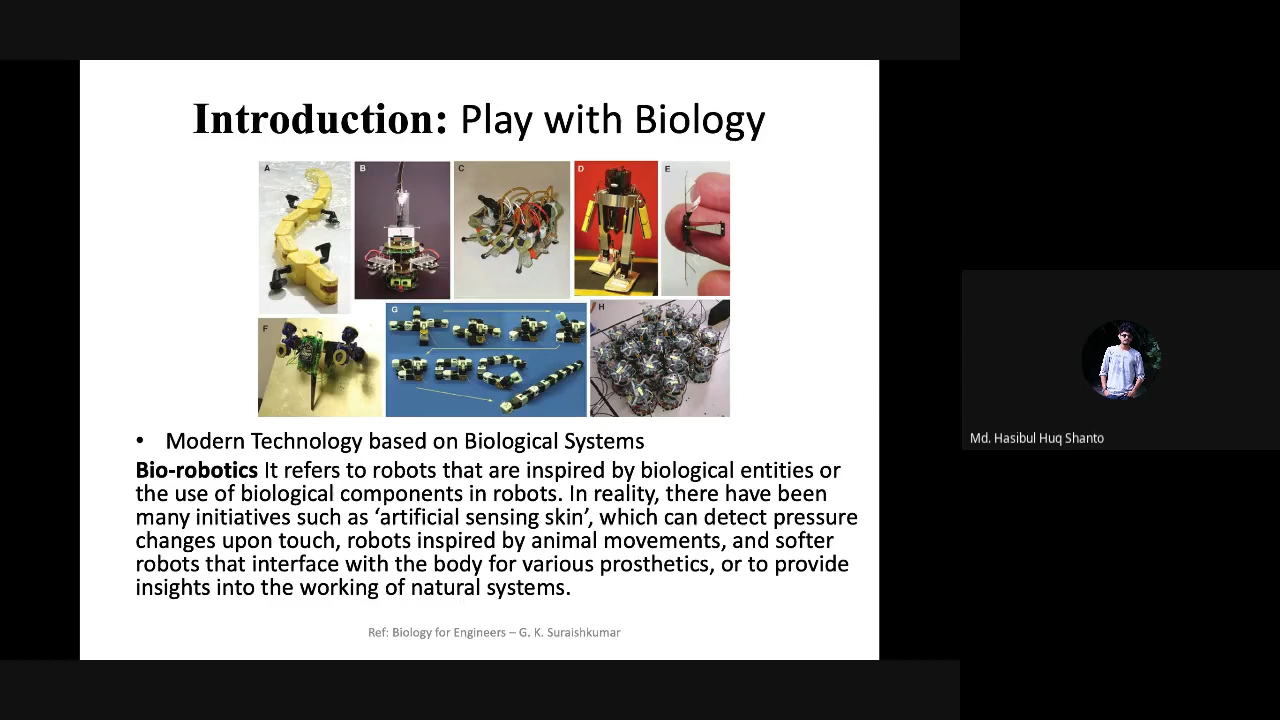 Introduction: Play with Biology
A
B
C
D
E
F
G
H
• Modern Technology based on Biological Systems
Bio-robotics It refers to robots that are inspired by biological entities or
the use of biological components in robots. In reality, there have been
many initiatives such as ‘artificial sensing skin’, which can detect pressure
changes upon touch, robots inspired by animal movements, and softer
robots that interface with the body for various prosthetics, or to provide
insights into the working of natural systems.
Ref: Biology for Engineers – G. K. Suraishkumar
Md. Hasibul Huq Shanto